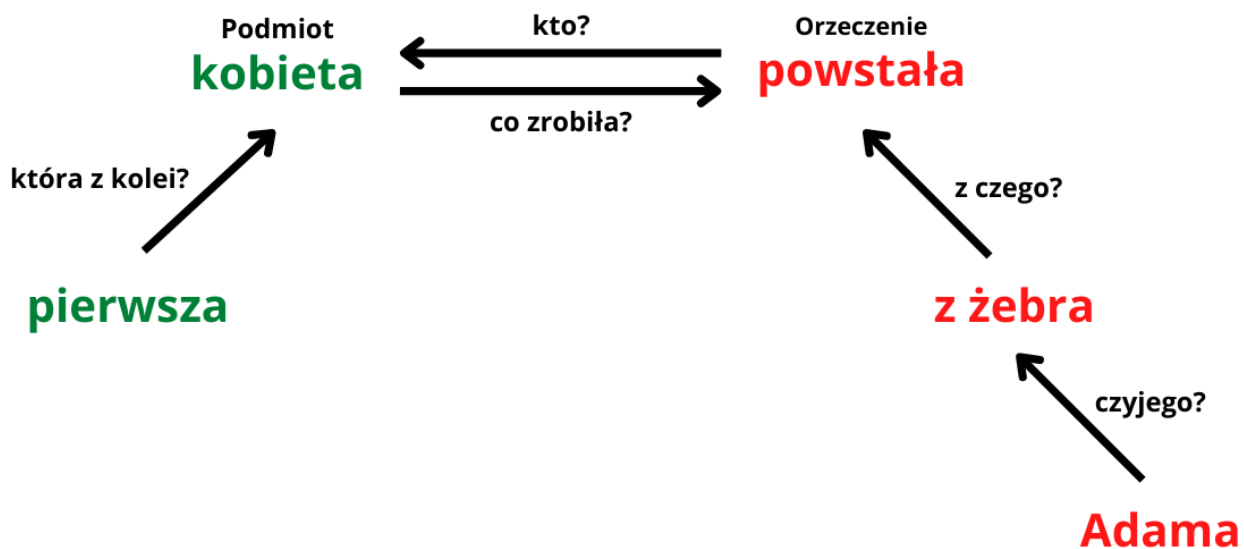 Podmiot
kobieta
kto?
co zrobiła?
Orzeczenie
powstała
która z kolei?
pierwsza
z czego?
z żebra
czyjego?
Adama